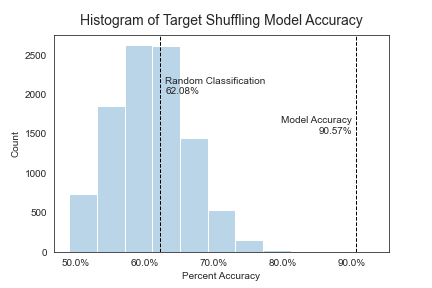 Histogram of Target Shuffling Model Accuracy
2500
2000
1500
1000
500
0
Count
Random Classification
62.08%
Model Accuracy
90.57%
50.0% 60.0% 70.0% 80.0% 90.0%
Percent Accuracy